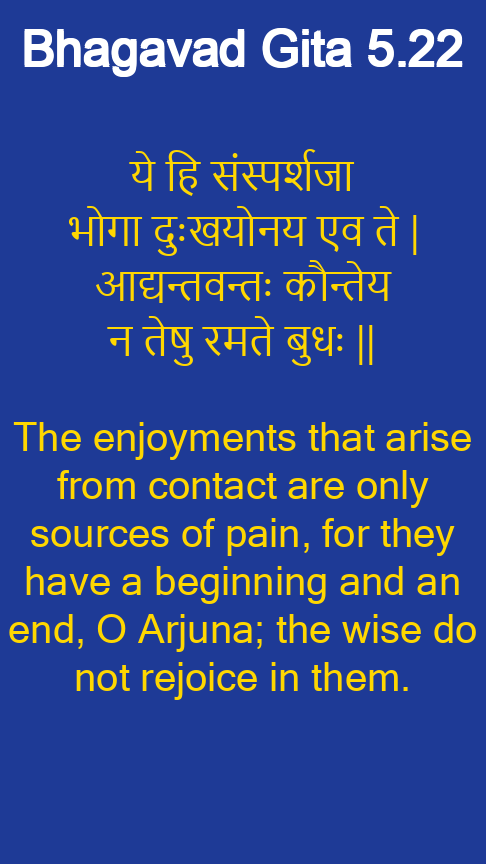 Bhagavad Gita 5.22
ये हि संस्पर्शजा
भोगा दुःखयोनय एव ते |
आद्यन्तवन्तः कौन्तेय
न तेषु रमते बुधः ||
The enjoyments that arise
from contact are only
sources of pain, for they
have a beginning and an
end, O Arjuna; the wise do
not rejoice in them.